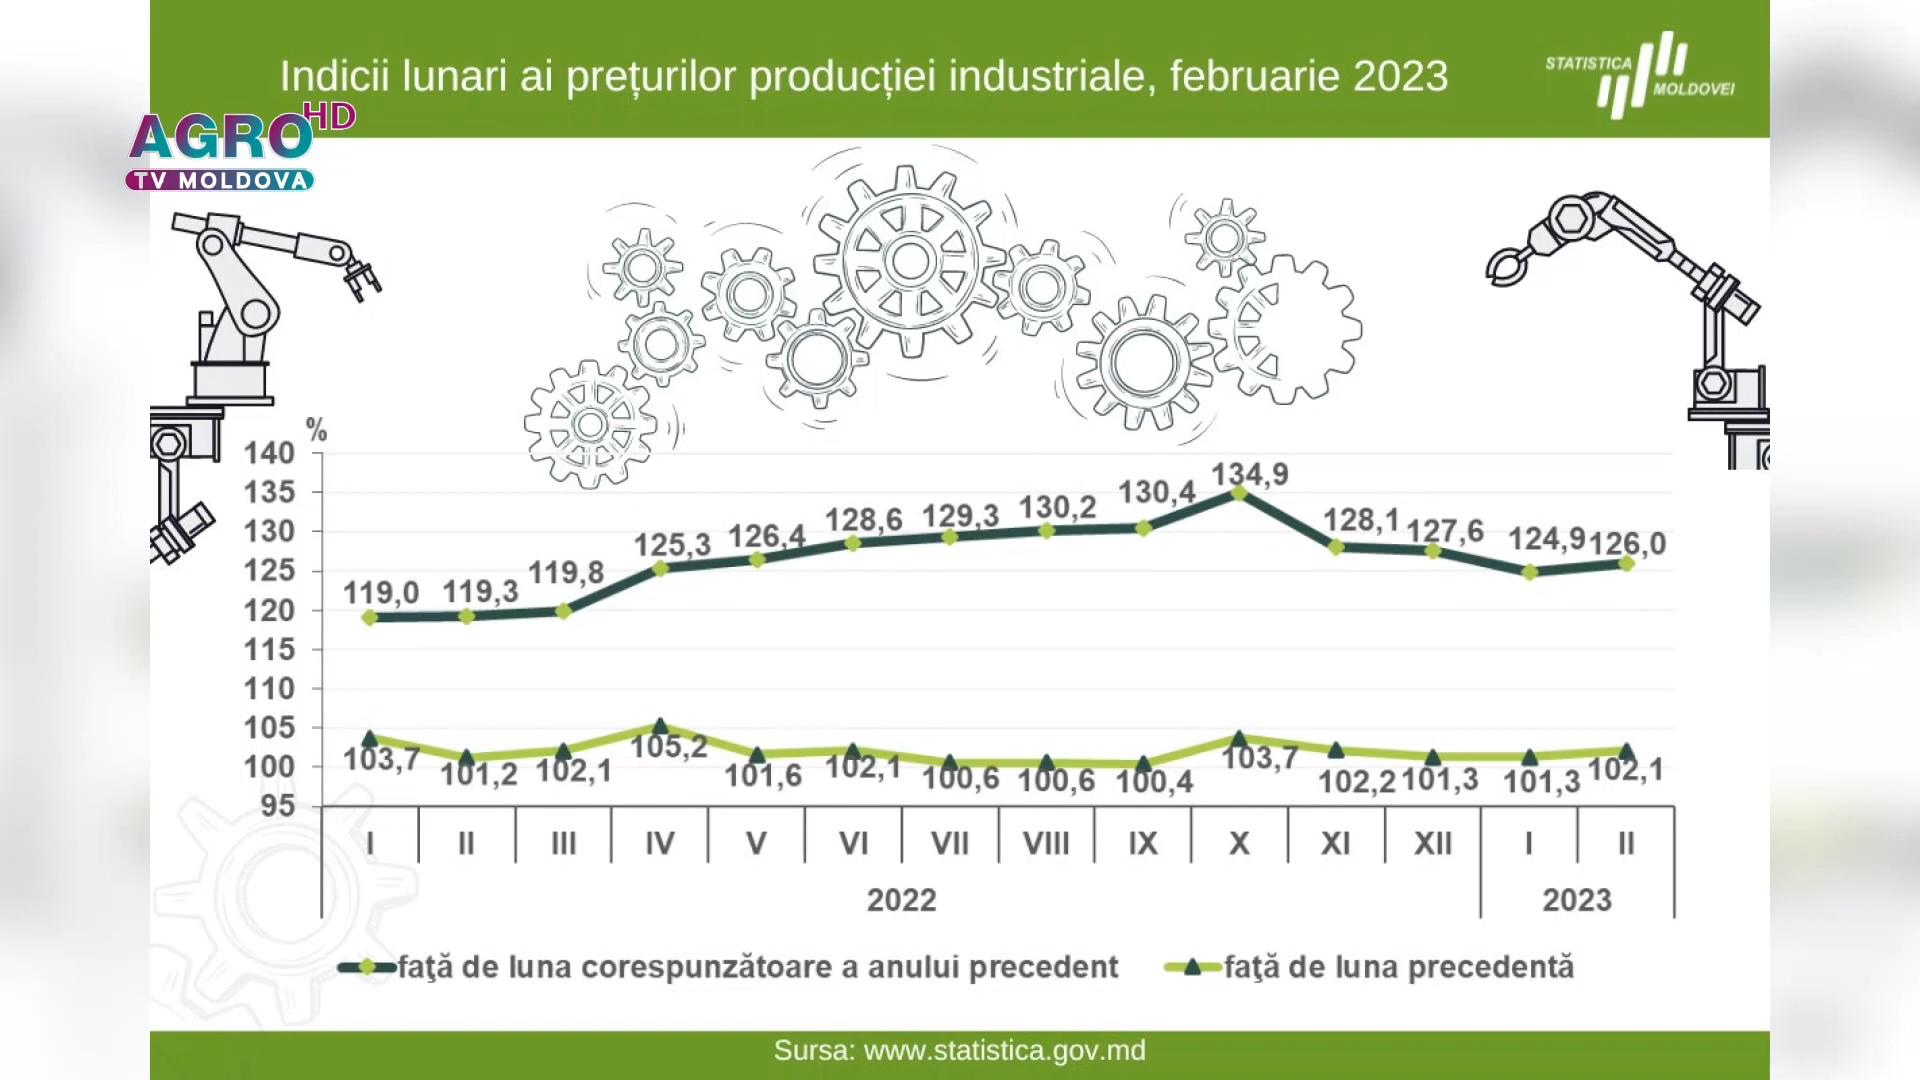 Indicii lunari ai prețurilor producției industriale, februarie 2023
STATISTICA
MOLDOVEI
AGRO HD
TV MOLDOVA
%
140
135
130
125
120
115
110
105
100
95
119,0 119,3 119,8 125,3 126,4 128,6 129,3 130,2 130,4 134,9 128,1 127,6 124,9 126,0
103,7 101,2 102,1 105,2 101,6 102,1 100,6 100,6 100,4 103,7 102,2 101,3 101,3 102,1
I II III IV V VI VII VIII IX X XI XII I II
2022 2023
faţă de luna corespunzătoare a anului precedent faţă de luna precedentă
Sursa: www.statistica.gov.md